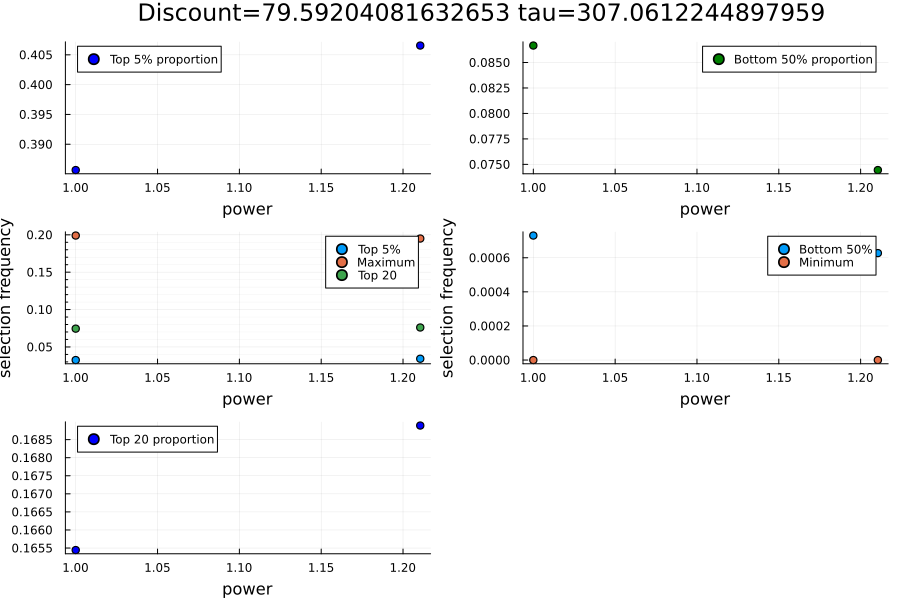 Discount=79.59204081632653 tau=307.0612244897959
0.405
0.400
0.395
0.390
Top 5% proportion
1.00 1.05 1.10 1.15 1.20
power
0.0850
0.0825
0.0800
0.0775
0.0750
Bottom 50% proportion
1.00 1.05 1.10 1.15 1.20
power
selection frequency
0.20
0.15
0.10
0.05
Top 5%
Maximum
Top 20
1.00 1.05 1.10 1.15 1.20
power
selection frequency
0.0006
0.0004
0.0002
0.0000
Bottom 50%
Minimum
1.00 1.05 1.10 1.15 1.20
power
0.1685
0.1680
0.1675
0.1670
0.1665
0.1660
0.1655
Top 20 proportion
1.00 1.05 1.10 1.15 1.20
power